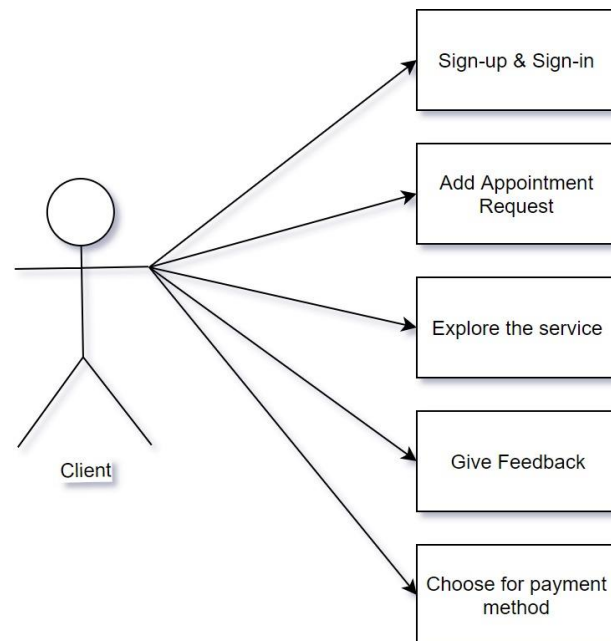 Sign-up & Sign-in
Add Appointment
Request
Explore the service
Give Feedback
Client
Choose for payment
method